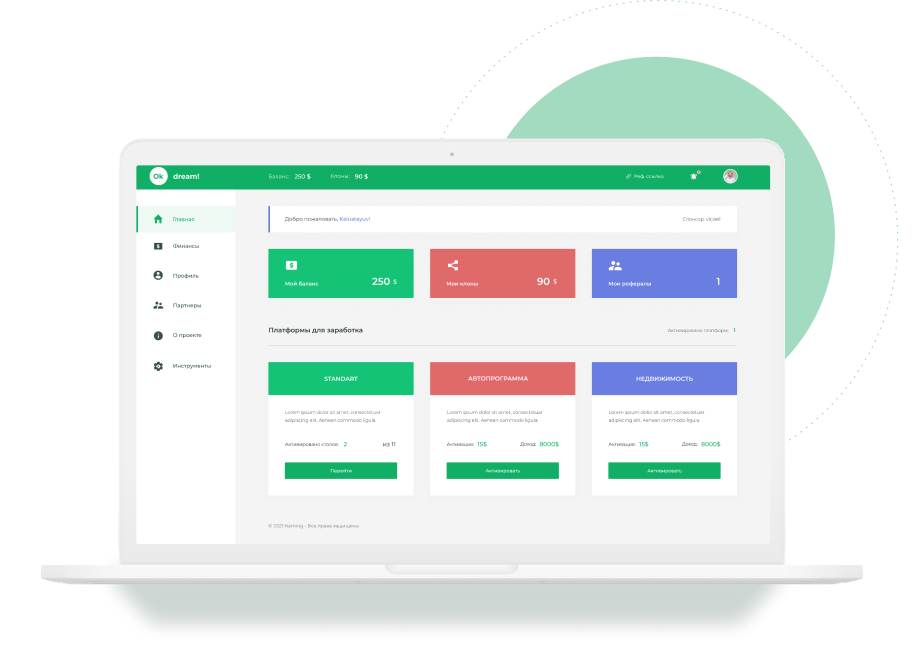 Ok dream!
Баланс: 250 $
Клоны: 90 $
Реф. ссылка
Главная
Финансы
Профиль
Партнеры
О проекте
Инструменты
Добро пожаловать, Kalustayuv!
Спонсор: vicael
Мой баланс 250 $
Мои клоны 90 $
Мои рефералы 1
Платформы для заработка
Активировано платформ: 1
STANDART
Lorem ipsum dolor sit amet, consectetuer
adipiscing elit. Aenean commodo ligula
Активировано столов: 2 из 11
Перейти
АВТОПРОГРАММА
Lorem ipsum dolor sit amet, consectetuer
adipiscing elit. Aenean commodo ligula
Активация: 15$ Доход: 8000$
Активировать
НЕДВИЖИМОСТЬ
Lorem ipsum dolor sit amet, consectetuer
adipiscing elit. Aenean commodo ligula
Активация: 15$ Доход: 8000$
Активировать
© 2021 Naming - Все права защищены